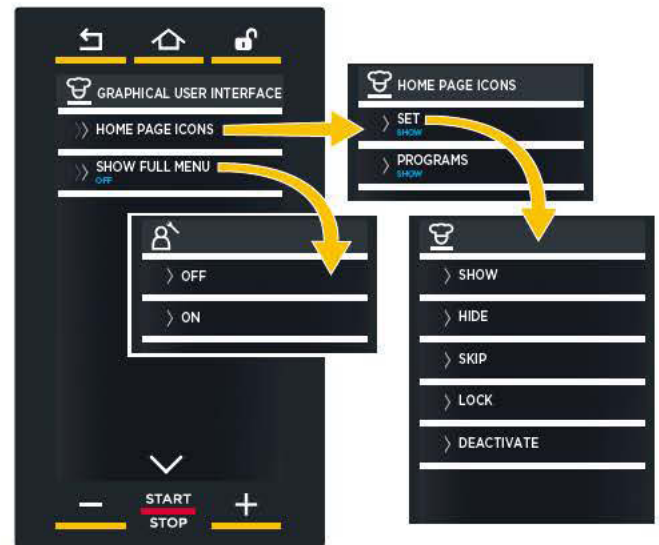 GRAPHICAL USER INTERFACE
HOME PAGE ICONS
SHOW FULL MENU
OFF
HOME PAGE ICONS
SET
SHOW
PROGRAMS
SHOW
OFF
ON
SHOW
HIDE
SKIP
LOCK
DEACTIVATE
START
STOP